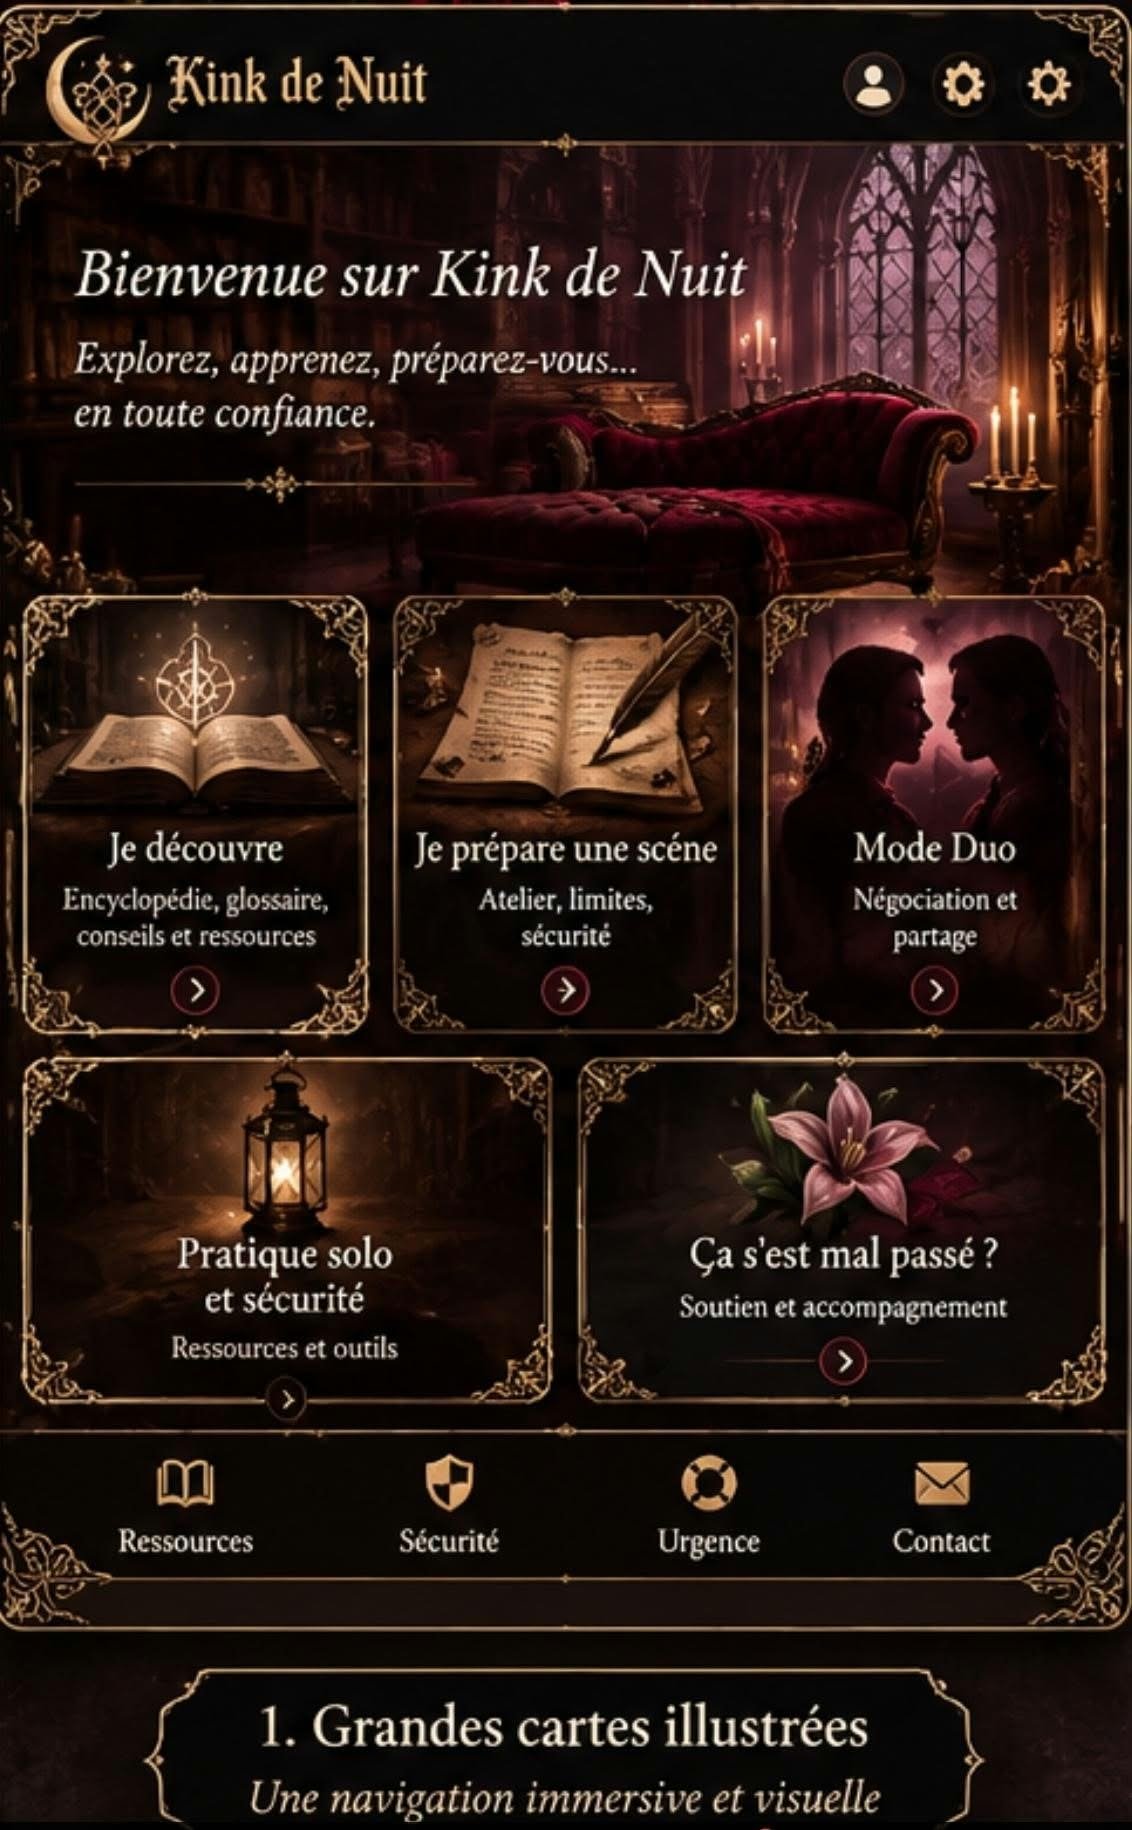 Kink de Nuit
Bienvenue sur Kink de Nuit
Explorez, apprenez, préparez-vous...
en toute confiance.
Je découvre
Encyclopédie, glossaire,
conseils et ressources
Je prépare une scéne
Atelier, limites,
sécurité
Mode Duo
Négociation et
partage
Pratique solo
et sécurité
Ressources et outils
Ça s'est mal passé ?
Soutien et accompagnement
Ressources
Sécurité
Urgence
Contact
1. Grandes cartes illustrées
Une navigation immersive et visuelle